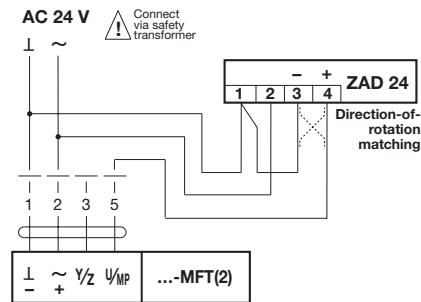 AC 24 V
⊥ ~
! Connect
via safety
transformer
– +
1 2 3 4 ZAD 24
Direction-of-
rotation
matching
1 2 3 5
⊥ ~ Y/Z U/MP ...-MFT(2)
– +